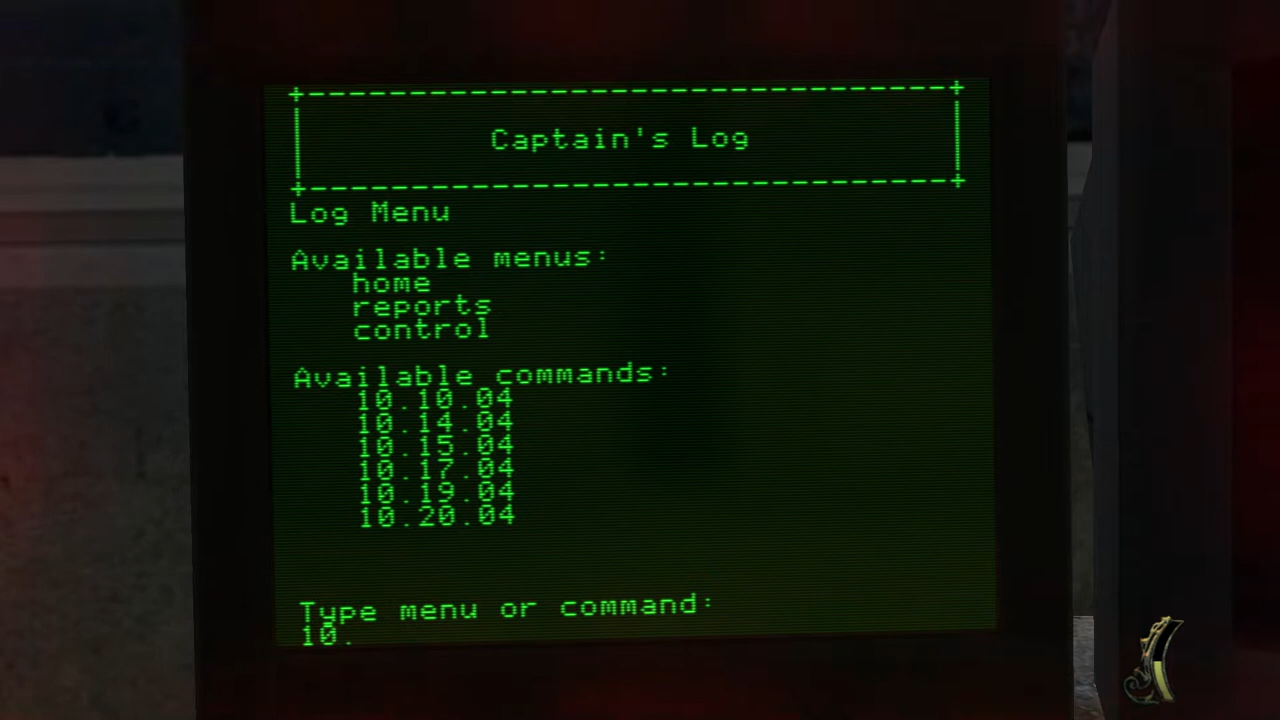 Captain's Log
Log Menu
Available menus:
home
reports
control
Available commands:
10.10.04
10.14.04
10.15.04
10.17.04
10.19.04
10.20.04
Type menu or command:
10.